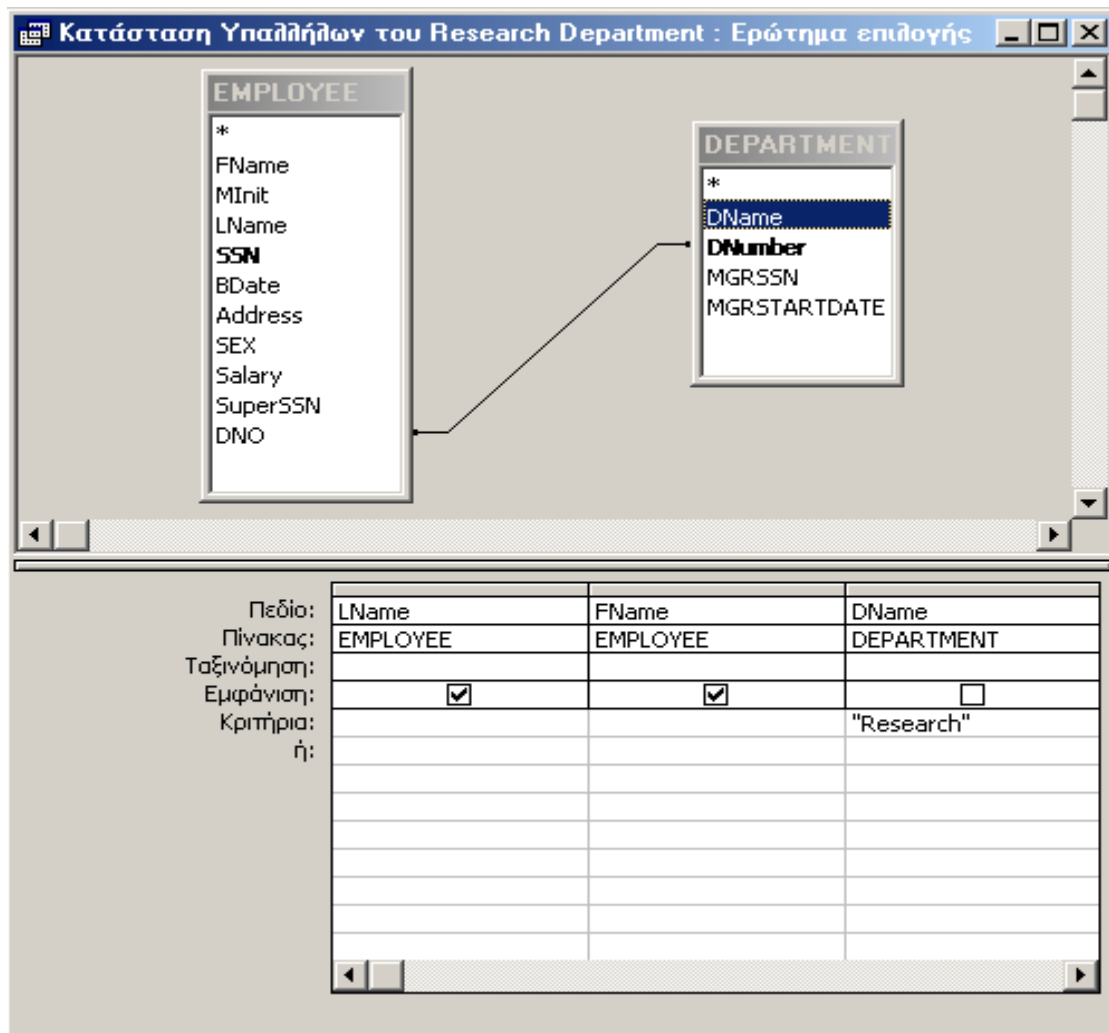 Κατάσταση Υπαλλήλων του Research Department : Ερώτημα επιλογής
EMPLOYEE
*
FName
MInit
LName
SSN
BDate
Address
SEX
Salary
SuperSSN
DNO
DEPARTMENT
*
DName
DNumber
MGRSSN
MGRSTARTDATE
Πεδίο: LName FName DName
Πίνακας: EMPLOYEE EMPLOYEE DEPARTMENT
Ταξινόμηση:
Εμφάνιση:
Κριτήρια: "Research"
ή: